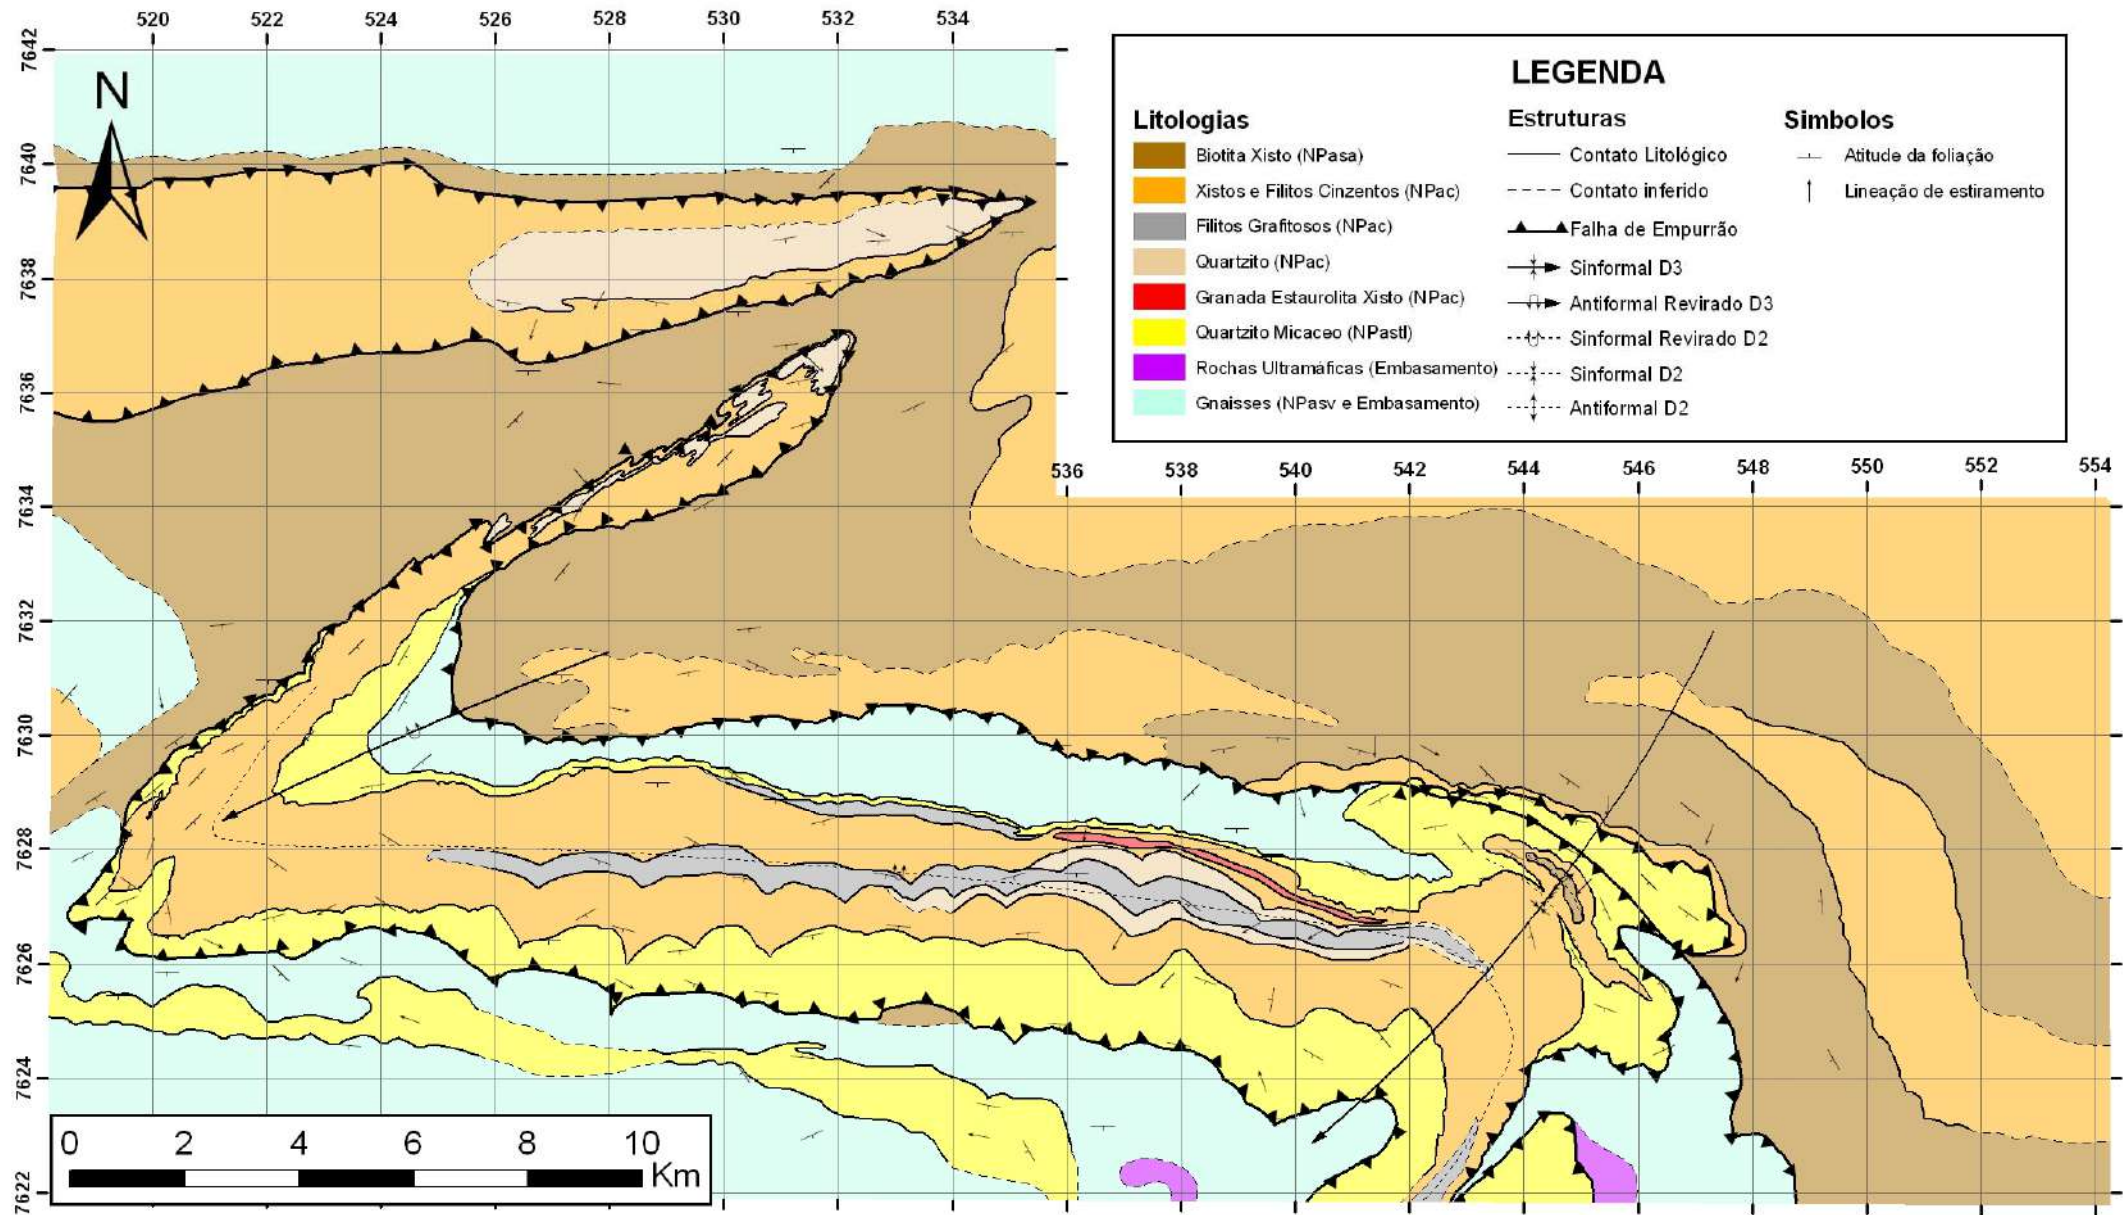 520 522 524 526 528 530 532 534
7642
N
7640
7638
7636
7634
7632
7630
7628
7626
7624
7622
LEGENDA
Litologias
Biotita Xisto (NPasa)
Xistos e Filitos Cinzentos (NPac)
Filitos Grafitosos (NPac)
Quartzito (NPac)
Granada Estaurolita Xisto (NPac)
Quartzito Micaceo (NPastl)
Rochas Ultramáficas (Embasamento)
Gnaisses (NPasv e Embasamento)
Estruturas
Contato Litológico
Contato inferido
Falha de Empurrão
Sinformal D3
Antiformal Revirado D3
Sinformal Revirado D2
Sinformal D2
Antiformal D2
Simbolos
Atitude da foliação
Lineação de estiramento
536 538 540 542 544 546 548 550 552 554
0 2 4 6 8 10
Km